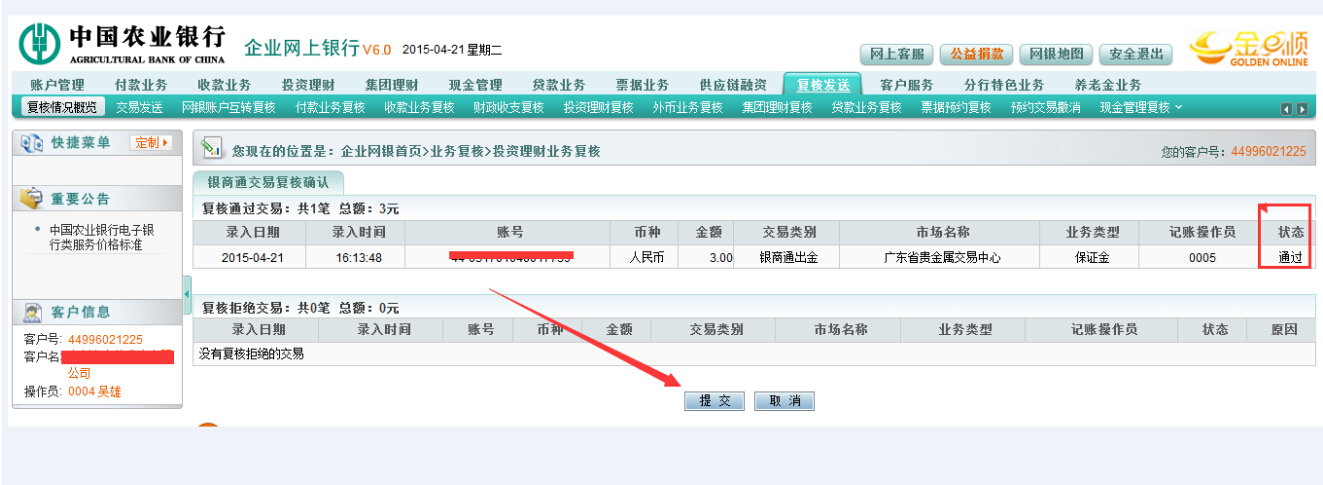 中国农业银行 企业网上银行 V6.0 2015-04-21 星期二 网上客服 公益捐款 网银地图 安全退出 金e顺
AGRICULTURAL BANK OF CHINA GOLDEN ONLINE
账户管理 付款业务 收款业务 投资理财 集团理财 现金管理 贷款业务 票据业务 供应链融资 复核发送 客户服务 分行特色业务 养老金业务
复核情况概览 交易发送 网银账户互转复核 付款业务复核 收款业务复核 财政收支复核 投资理财复核 外币业务复核 集团理财复核 贷款业务复核 票据预约复核 预约交易撤消 现金管理复核
快捷菜单 定制
您现在的位置是：企业网银首页>业务复核>投资理财业务复核 您的客户号：44996021225
重要公告
中国农业银行电子银
行类服务价格标准
客户信息
客户号: 44996021225
客户名:
公司
操作员: 0004 吴雄
银商通交易复核确认
复核通过交易：共1笔 总额：3元
录入日期 录入时间 账号 币种 金额 交易类别 市场名称 业务类型 记账操作员 状态
2015-04-21 16:13:48 人民币 3.00 银商通出金 广东省贵金属交易中心 保证金 0005 通过
复核拒绝交易：共0笔 总额：0元
录入日期 录入时间 账号 币种 金额 交易类别 市场名称 业务类型 记账操作员 状态 原因
没有复核拒绝的交易
提 交 取 消